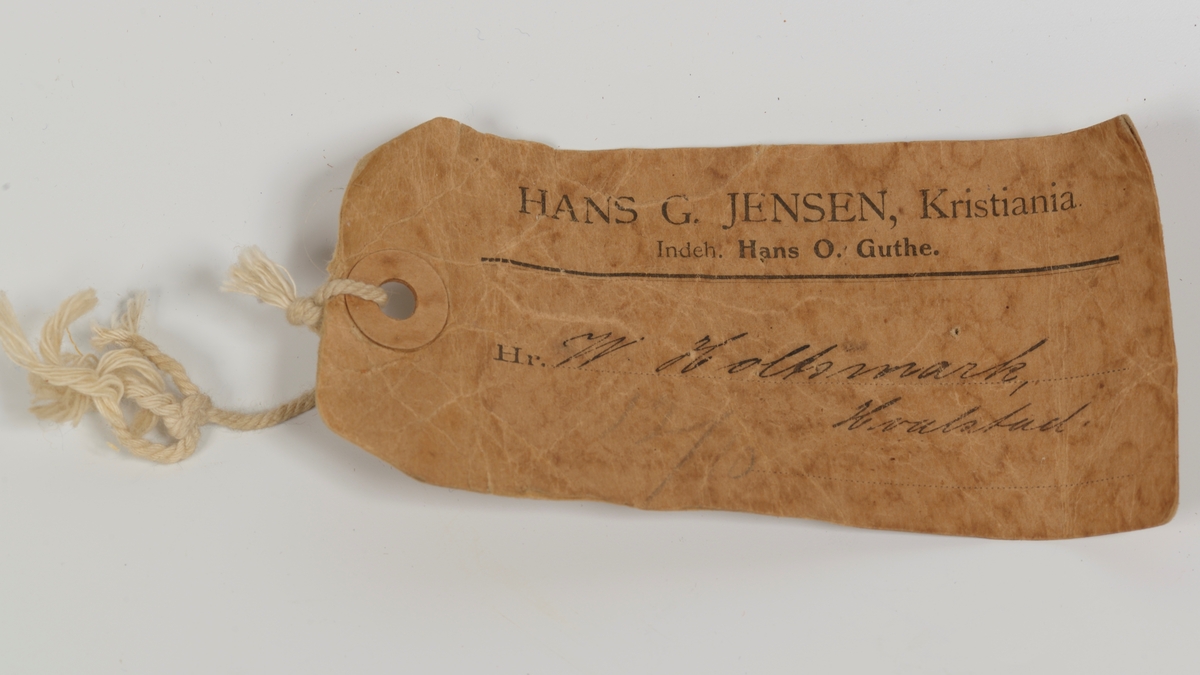 HANS G. JENSEN, Kristiania.
Indeh. Hans O. Guthe.
Hr. W Holtsmark,
Hvalstad.